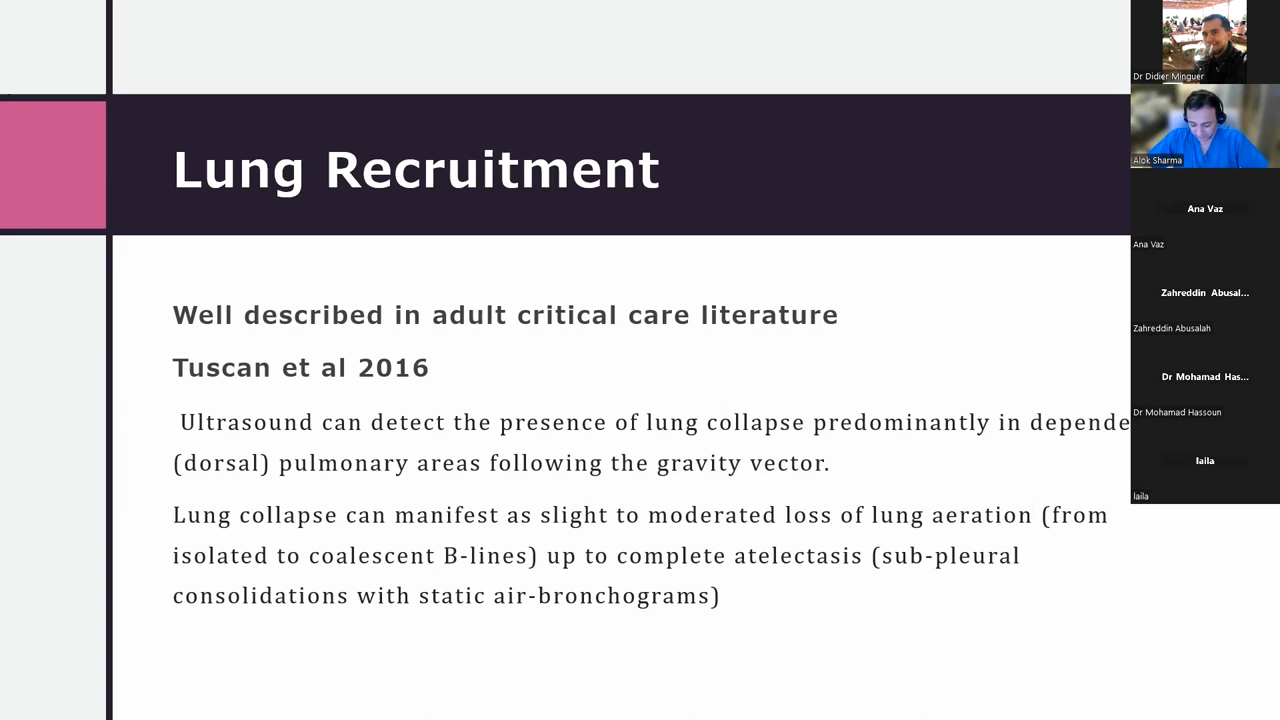 Lung Recruitment
Well described in adult critical care literature
Tuscan et al 2016
Ultrasound can detect the presence of lung collapse predominantly in depende
(dorsal) pulmonary areas following the gravity vector.
Lung collapse can manifest as slight to moderated loss of lung aeration (from
isolated to coalescent B-lines) up to complete atelectasis (sub-pleural
consolidations with static air-bronchograms)
Dr Didier Minguer
Alok Sharma
Ana Vaz
Ana Vaz
Zahreddin Abusal...
Zahreddin Abusalah
Dr Mohamad Has...
Dr Mohamad Hassoun
laila
laila